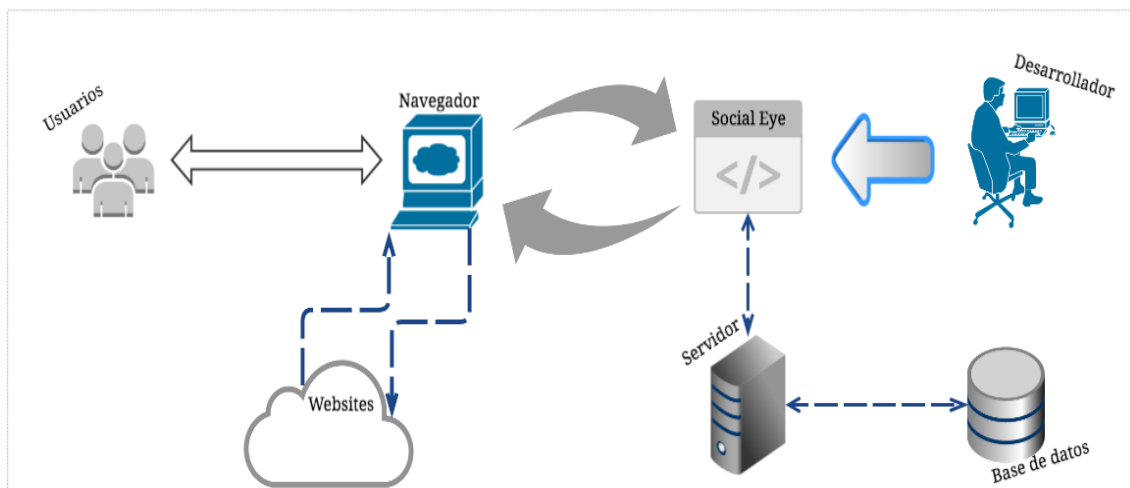 Usuarios
Navegador
Social Eye
</>
Desarrollador
Websites
Servidor
Base de datos